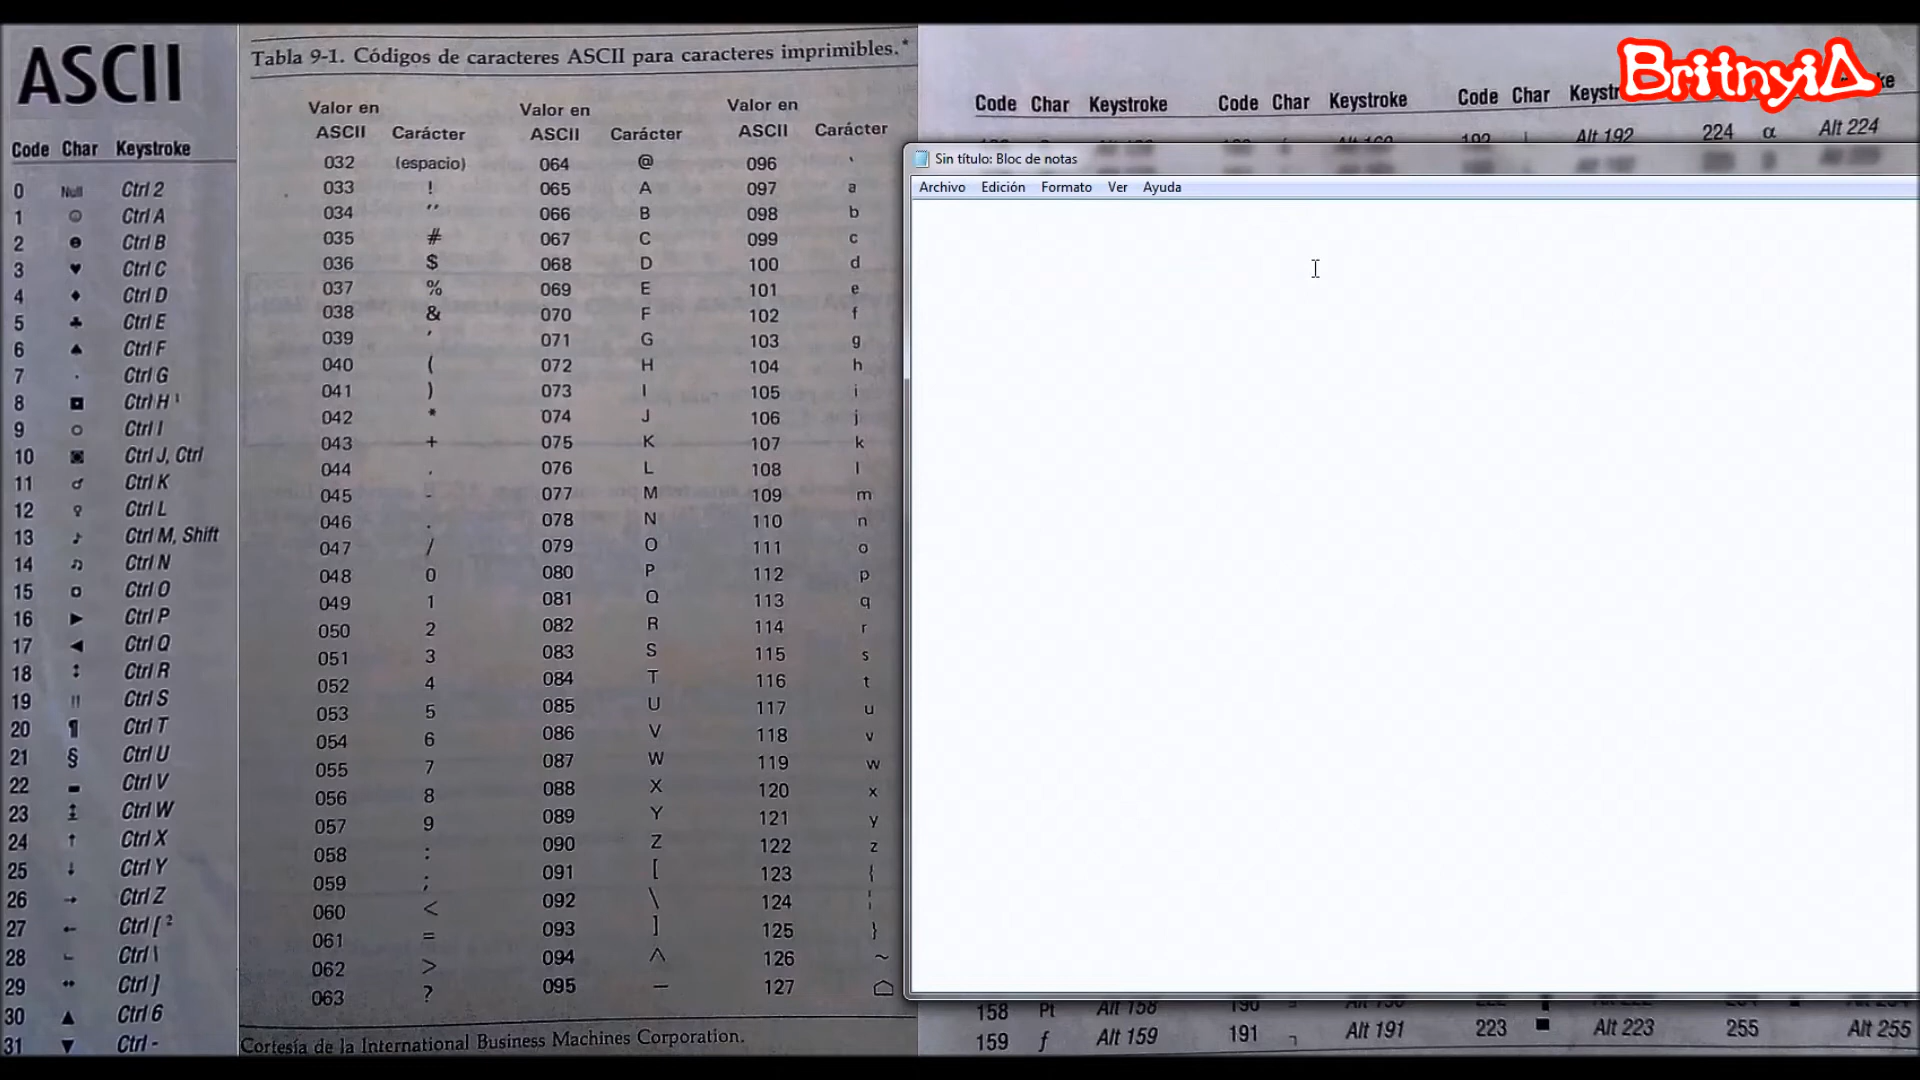 BritnyiΔ
ASCII
Code Char Keystroke
0 Null Ctrl 2
1 ☺ Ctrl A
2 ☻ Ctrl B
3 ♥ Ctrl C
4 ♦ Ctrl D
5 ♣ Ctrl E
6 ♠ Ctrl F
7 · Ctrl G
8 ◘ Ctrl H ¹
9 ○ Ctrl I
10 ◙ Ctrl J, Ctrl
11 ♂ Ctrl K
12 ♀ Ctrl L
13 ♪ Ctrl M, Shift
14 ♫ Ctrl N
15 ¤ Ctrl O
16 ► Ctrl P
17 ◄ Ctrl Q
18 ↕ Ctrl R
19 !! Ctrl S
20 ¶ Ctrl T
21 § Ctrl U
22 ▬ Ctrl V
23 ↨ Ctrl W
24 ↑ Ctrl X
25 ↓ Ctrl Y
26 → Ctrl Z
27 ← Ctrl [ ²
28 ∟ Ctrl \
29 ↔ Ctrl ]
30 ▲ Ctrl 6
31 ▼ Ctrl -
Tabla 9-1. Códigos de caracteres ASCII para caracteres imprimibles.*
Valor en Valor en Valor en
ASCII Carácter ASCII Carácter ASCII Carácter
032 (espacio) 064 @ 096 `
033 ! 065 A 097 a
034 ′′ 066 B 098 b
035 # 067 C 099 c
036 $ 068 D 100 d
037 % 069 E 101 e
038 & 070 F 102 f
039 ′ 071 G 103 g
040 ( 072 H 104 h
041 ) 073 I 105 i
042 * 074 J 106 j
043 + 075 K 107 k
044 . 076 L 108 l
045 - 077 M 109 m
046 . 078 N 110 n
047 / 079 O 111 o
048 0 080 P 112 p
049 1 081 Q 113 q
050 2 082 R 114 r
051 3 083 S 115 s
052 4 084 T 116 t
053 5 085 U 117 u
054 6 086 V 118 v
055 7 087 W 119 w
056 8 088 X 120 x
057 9 089 Y 121 y
058 : 090 Z 122 z
059 ; 091 [ 123 {
060 < 092 \ 124 ¦
061 = 093 ] 125 }
062 > 094 ^ 126 ~
063 ? 095 — 127 ⌂
Cortesía de la International Business Machines Corporation.
Code Char Keystroke Code Char Keystroke Code Char
192 Alt 192 224 α Alt 224
Sin título: Bloc de notas
Archivo Edición Formato Ver Ayuda
158 Pt Alt 158 190
159 ƒ Alt 159 191 ┐ Alt 191 223 ■ Alt 223 255 Alt 255